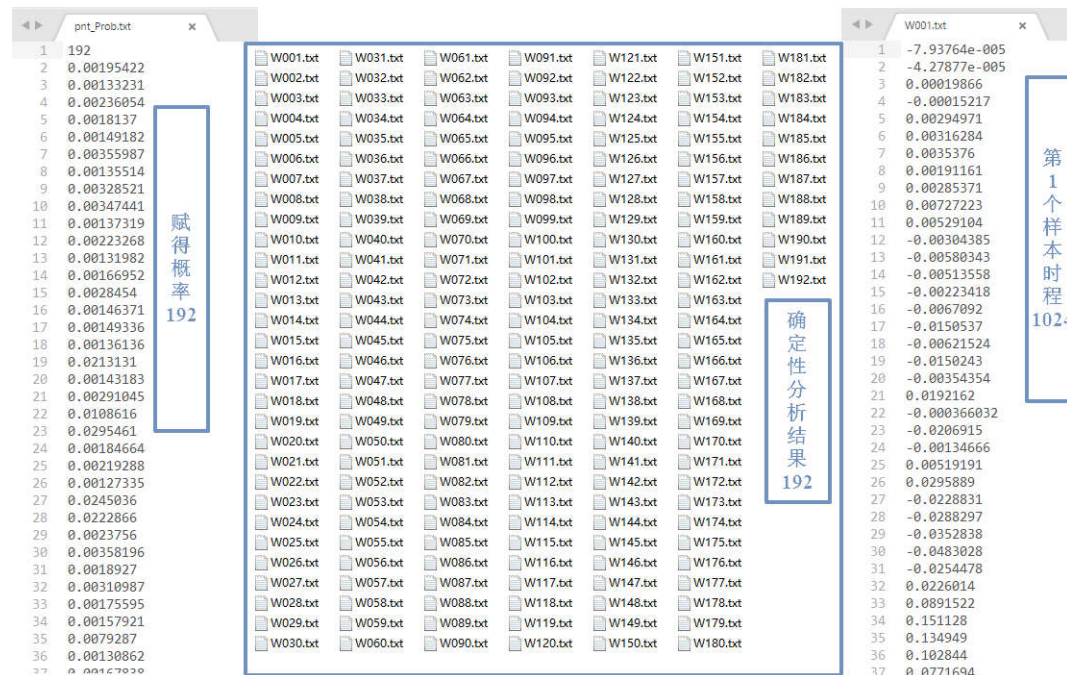 pnt_Prob.txt ×
1 192
2 0.00195422
3 0.00133231
4 0.00236054
5 0.0018137
6 0.00149182
7 0.00355987
8 0.00135514
9 0.00328521
10 0.00347441
11 0.00137319
12 0.00223268
13 0.00131982
14 0.00166952
15 0.0028454
16 0.00146371
17 0.00149336
18 0.00136136
19 0.0213131
20 0.00143183
21 0.00291045
22 0.0108616
23 0.0295461
24 0.00184664
25 0.00219288
26 0.00127335
27 0.0245036
28 0.0222866
29 0.0023756
30 0.00358196
31 0.0018927
32 0.00310987
33 0.00175595
34 0.00157921
35 0.0079287
36 0.00130862
37 0.00167838
赋得概率
192
W001.txt W031.txt W061.txt W091.txt W121.txt W151.txt W181.txt
W002.txt W032.txt W062.txt W092.txt W122.txt W152.txt W182.txt
W003.txt W033.txt W063.txt W093.txt W123.txt W153.txt W183.txt
W004.txt W034.txt W064.txt W094.txt W124.txt W154.txt W184.txt
W005.txt W035.txt W065.txt W095.txt W125.txt W155.txt W185.txt
W006.txt W036.txt W066.txt W096.txt W126.txt W156.txt W186.txt
W007.txt W037.txt W067.txt W097.txt W127.txt W157.txt W187.txt
W008.txt W038.txt W068.txt W098.txt W128.txt W158.txt W188.txt
W009.txt W039.txt W069.txt W099.txt W129.txt W159.txt W189.txt
W010.txt W040.txt W070.txt W100.txt W130.txt W160.txt W190.txt
W011.txt W041.txt W071.txt W101.txt W131.txt W161.txt W191.txt
W012.txt W042.txt W072.txt W102.txt W132.txt W162.txt W192.txt
W013.txt W043.txt W073.txt W103.txt W133.txt W163.txt
W014.txt W044.txt W074.txt W104.txt W134.txt W164.txt
W015.txt W045.txt W075.txt W105.txt W135.txt W165.txt
W016.txt W046.txt W076.txt W106.txt W136.txt W166.txt
W017.txt W047.txt W077.txt W107.txt W137.txt W167.txt
W018.txt W048.txt W078.txt W108.txt W138.txt W168.txt
W019.txt W049.txt W079.txt W109.txt W139.txt W169.txt
W020.txt W050.txt W080.txt W110.txt W140.txt W170.txt
W021.txt W051.txt W081.txt W111.txt W141.txt W171.txt
W022.txt W052.txt W082.txt W112.txt W142.txt W172.txt
W023.txt W053.txt W083.txt W113.txt W143.txt W173.txt
W024.txt W054.txt W084.txt W114.txt W144.txt W174.txt
W025.txt W055.txt W085.txt W115.txt W145.txt W175.txt
W026.txt W056.txt W086.txt W116.txt W146.txt W176.txt
W027.txt W057.txt W087.txt W117.txt W147.txt W177.txt
W028.txt W058.txt W088.txt W118.txt W148.txt W178.txt
W029.txt W059.txt W089.txt W119.txt W149.txt W179.txt
W030.txt W060.txt W090.txt W120.txt W150.txt W180.txt
确定性分析结果
192
W001.txt ×
1 -7.93764e-005
2 -4.27877e-005
3 0.00019866
4 -0.00015217
5 0.00294971
6 0.00316284
7 0.0035376
8 0.00191161
9 0.00285371
10 0.00727223
11 0.00529104
12 -0.00304385
13 -0.00580343
14 -0.00513558
15 -0.00223418
16 -0.0067092
17 -0.0150537
18 -0.00621524
19 -0.0150243
20 -0.00354354
21 0.0192162
22 -0.000366032
23 -0.0206915
24 -0.00134666
25 0.00519191
26 0.0295889
27 -0.0228831
28 -0.0288297
29 -0.0352838
30 -0.0483028
31 -0.0254478
32 0.0226014
33 0.0891522
34 0.151128
35 0.134949
36 0.102844
37 0.0771694
第1个样本时程
1024